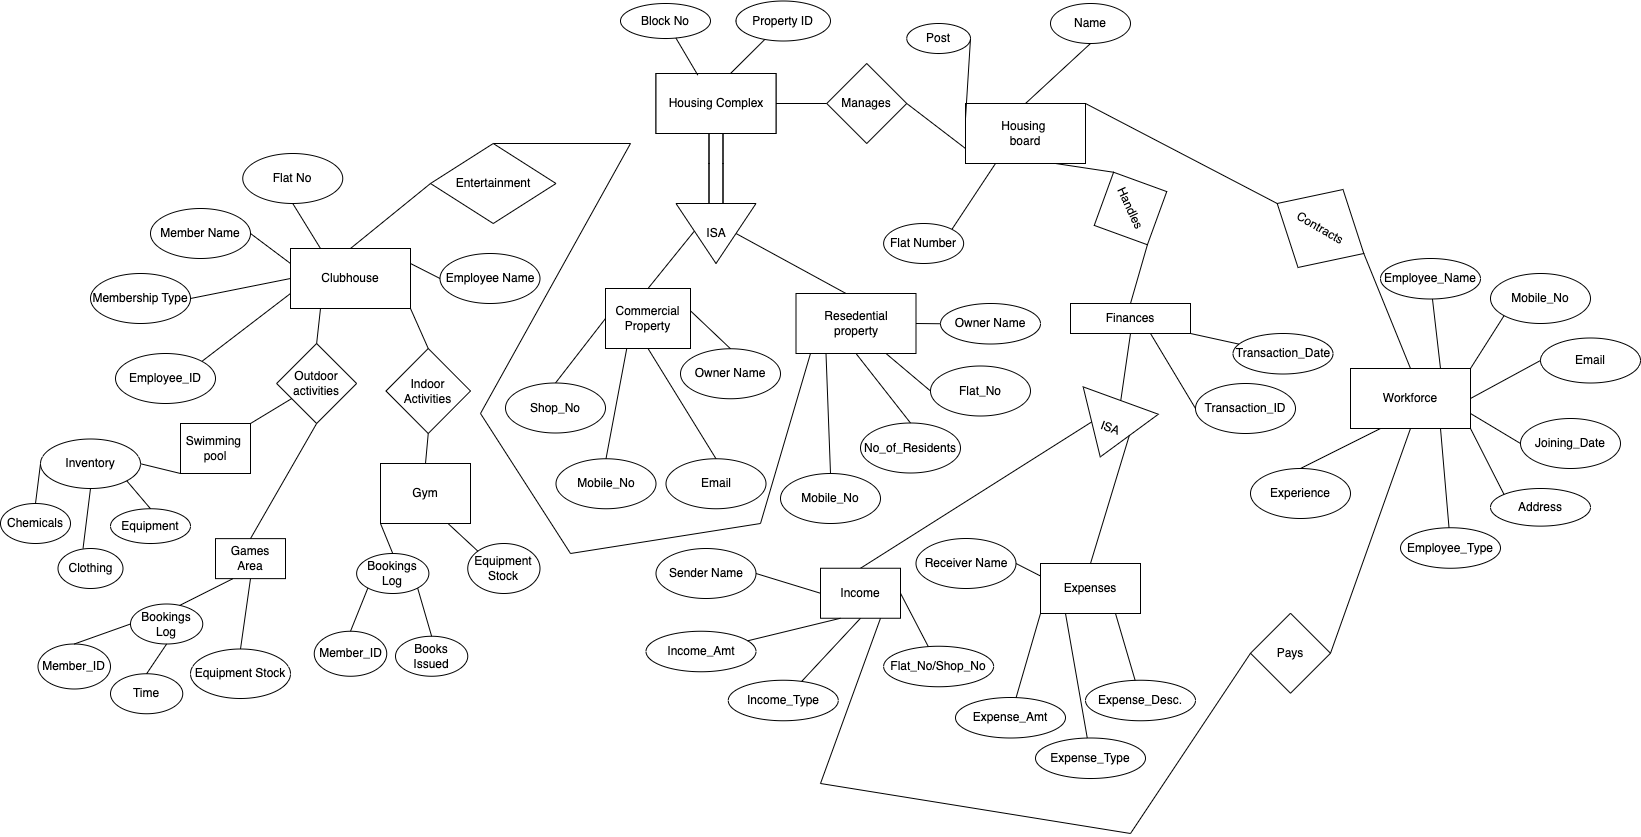 Block No
Property ID
Post
Name
Housing Complex
Manages
Housing
board
Flat No
Entertainment
Handles
Contracts
Member Name
ISA
Flat Number
Clubhouse
Employee Name
Employee_Name
Membership Type
Mobile_No
Commercial
Property
Resedential
property
Owner Name
Finances
Transaction_Date
Email
Employee_ID
Outdoor
activities
Indoor
Activities
Owner Name
Flat_No
Workforce
Shop_No
Transaction_ID
ISA
Swimming
pool
No_of_Residents
Joining_Date
Inventory
Mobile_No
Email
Mobile_No
Gym
Experience
Address
Chemicals
Equipment
Employee_Type
Clothing
Games
Area
Bookings
Log
Equipment
Stock
Sender Name
Receiver Name
Income
Expenses
Bookings
Log
Member_ID
Books
Issued
Income_Amt
Flat_No/Shop_No
Pays
Member_ID
Time
Equipment Stock
Income_Type
Expense_Amt
Expense_Desc.
Expense_Type